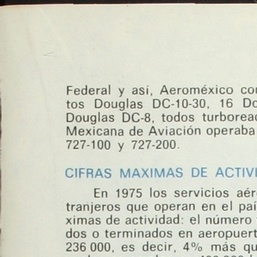 Federal y así, Aeroméxico co
tos Douglas DC-10-30, 16 Do
Douglas DC-8, todos turborea
Mexicana de Aviación operaba
727-100 y 727-200.
CIFRAS MAXIMAS DE ACTIV
En 1975 los servicios aér
tranjeros que operan en el paí
ximas de actividad: el número
dos o terminados en aeropuert
236 000, es decir, 4% más qu